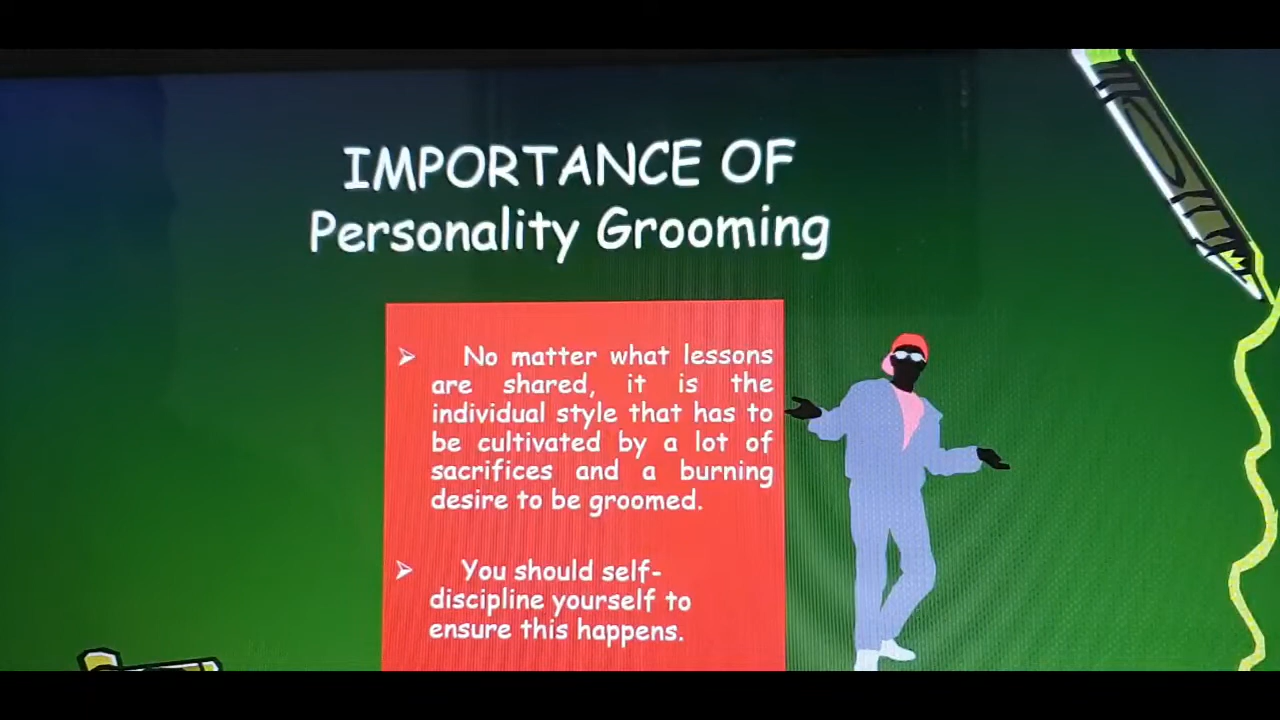 IMPORTANCE OF
Personality Grooming
➢ No matter what lessons
are shared, it is the
individual style that has to
be cultivated by a lot of
sacrifices and a burning
desire to be groomed.
➢ You should self-
discipline yourself to
ensure this happens.